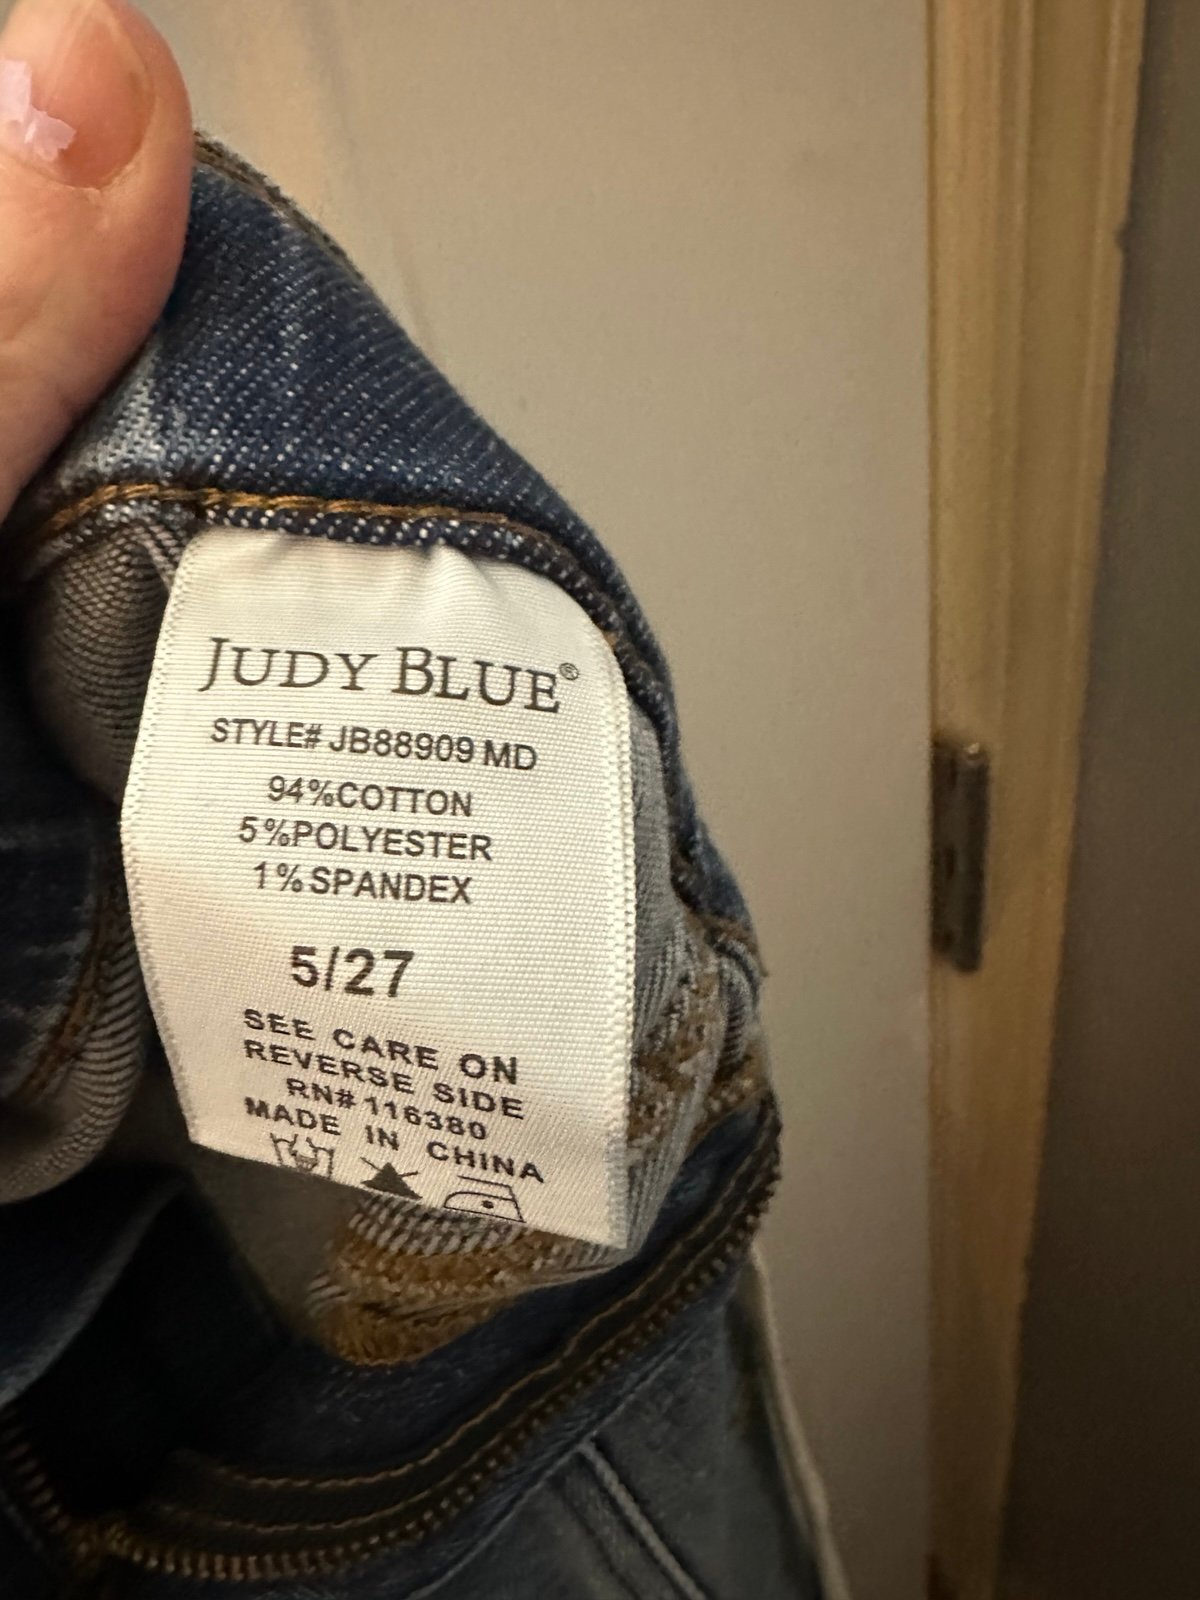 JUDY BLUE®
STYLE# JB88909 MD
94%COTTON
5%POLYESTER
1%SPANDEX
5/27
SEE CARE ON
REVERSE SIDE
RN# 116380
MADE IN CHINA